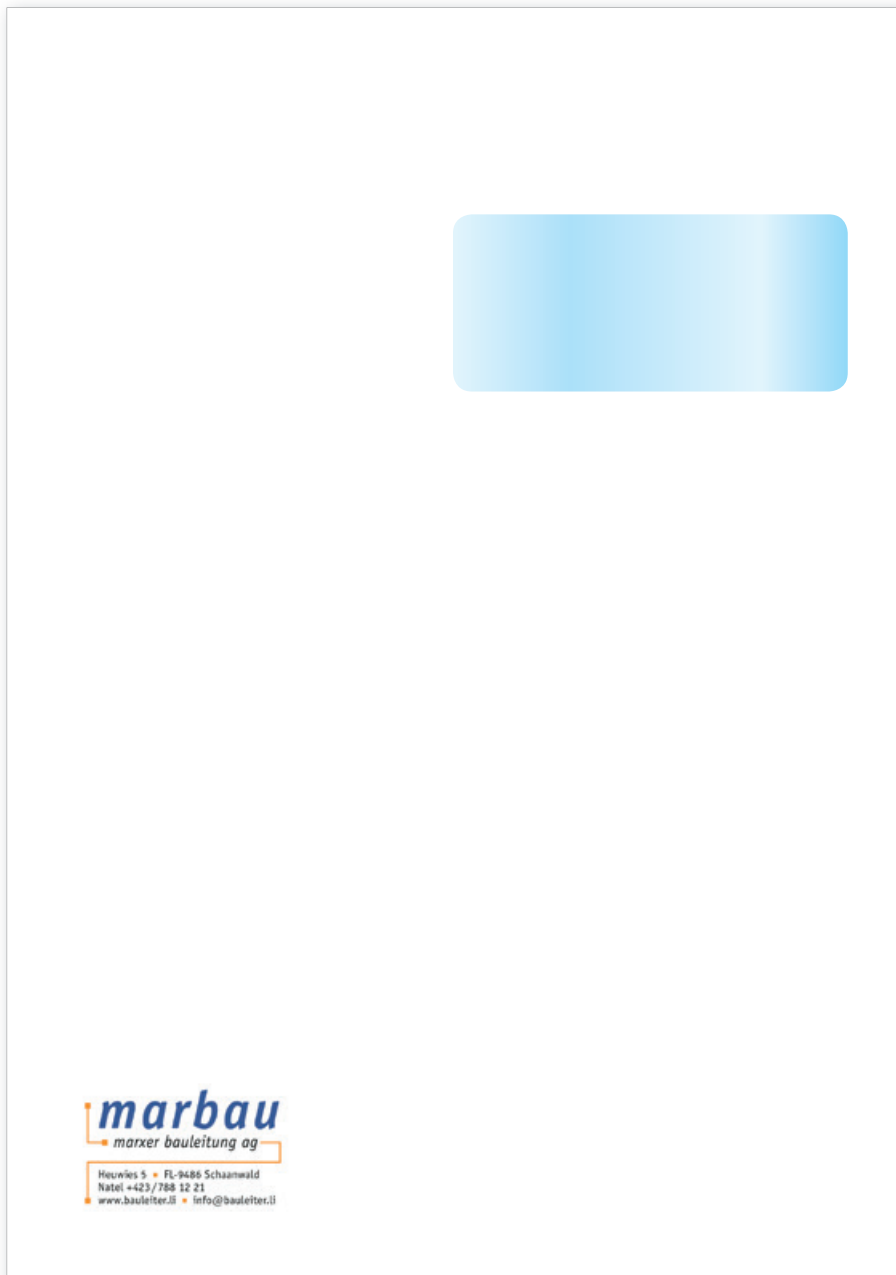 marbau
marxer bauleitung ag
Heuwies 5 ▪ FL-9486 Schaanwald
Natel +423/788 12 21
www.bauleiter.li ▪ info@bauleiter.li